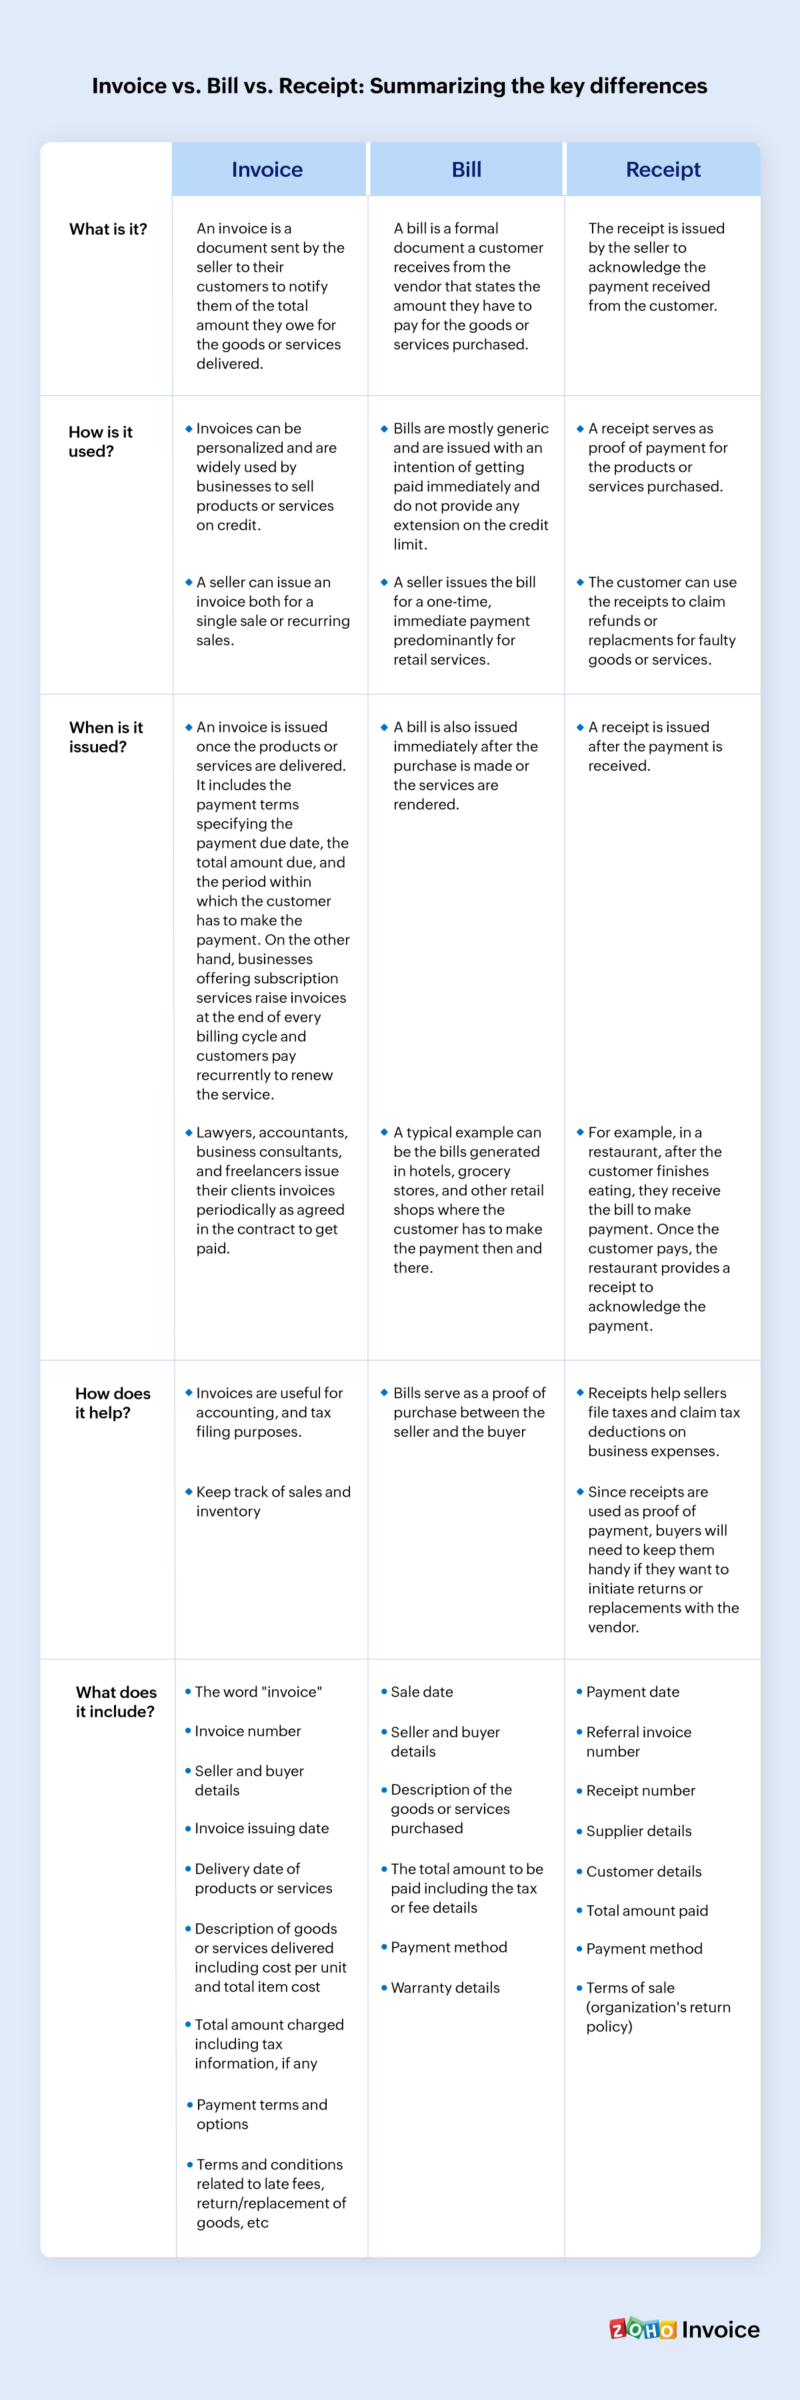 Invoice vs. Bill vs. Receipt: Summarizing the key differences
Invoice
Bill
Receipt
What is it?
An invoice is a
document sent by the
seller to their
customers to notify
them of the total
amount they owe for
the goods or services
delivered.
A bill is a formal
document a customer
receives from the
vendor that states the
amount they have to
pay for the goods or
services purchased.
The receipt is issued
by the seller to
acknowledge the
payment received
from the customer.
How is it
used?
Invoices can be
personalized and are
widely used by
businesses to sell
products or services
on credit.
A seller can issue an
invoice both for a
single sale or recurring
sales.
Bills are mostly generic
and are issued with an
intention of getting
paid immediately and
do not provide any
extension on the credit
limit.
A seller issues the bill
for a one-time,
immediate payment
predominantly for
retail services.
A receipt serves as
proof of payment for
the products or
services purchased.
The customer can use
the receipts to claim
refunds or
replacments for faulty
goods or services.
When is it
issued?
An invoice is issued
once the products or
services are delivered.
It includes the
payment terms
specifying the
payment due date, the
total amount due, and
the period within
which the customer
has to make the
payment. On the other
hand, businesses
offering subscription
services raise invoices
at the end of every
billing cycle and
customers pay
recurrently to renew
the service.
Lawyers, accountants,
business consultants,
and freelancers issue
their clients invoices
periodically as agreed
in the contract to get
paid.
A bill is also issued
immediately after the
purchase is made or
the services are
rendered.
A typical example can
be the bills generated
in hotels, grocery
stores, and other retail
shops where the
customer has to make
the payment then and
there.
A receipt is issued
after the payment is
received.
For example, in a
restaurant, after the
customer finishes
eating, they receive
the bill to make
payment. Once the
customer pays, the
restaurant provides a
receipt to
acknowledge the
payment.
How does
it help?
Invoices are useful for
accounting, and tax
filing purposes.
Keep track of sales and
inventory
Bills serve as a proof of
purchase between the
seller and the buyer
Receipts help sellers
file taxes and claim tax
deductions on
business expenses.
Since receipts are
used as proof of
payment, buyers will
need to keep them
handy if they want to
initiate returns or
replacements with the
vendor.
What does
it include?
The word "invoice"
Invoice number
Seller and buyer
details
Invoice issuing date
Delivery date of
products or services
Description of goods
or services delivered
including cost per unit
and total item cost
Total amount charged
including tax
information, if any
Payment terms and
options
Terms and conditions
related to late fees,
return/replacement of
goods, etc
Sale date
Seller and buyer
details
Description of the
goods or services
purchased
The total amount to be
paid including the tax
or fee details
Payment method
Warranty details
Payment date
Referral invoice
number
Receipt number
Supplier details
Customer details
Total amount paid
Payment method
Terms of sale
(organization's return
policy)
ZOHO Invoice